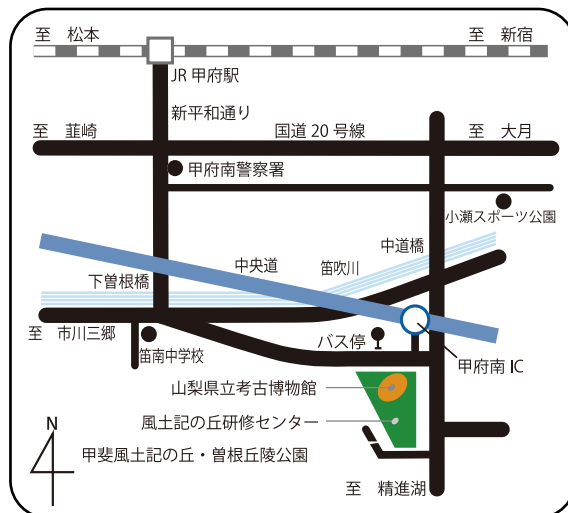 至 松本
至 新宿
JR 甲府駅
新平和通り
至 韮崎
国道 20 号線
至 大月
甲府南警察署
小瀬スポーツ公園
中道橋
中央道
笛吹川
下曽根橋
至 市川三郷
笛南中学校
バス停
甲府南 IC
山梨県立考古博物館
風土記の丘研修センター
甲斐風土記の丘・曽根丘陵公園
N
至 精進湖